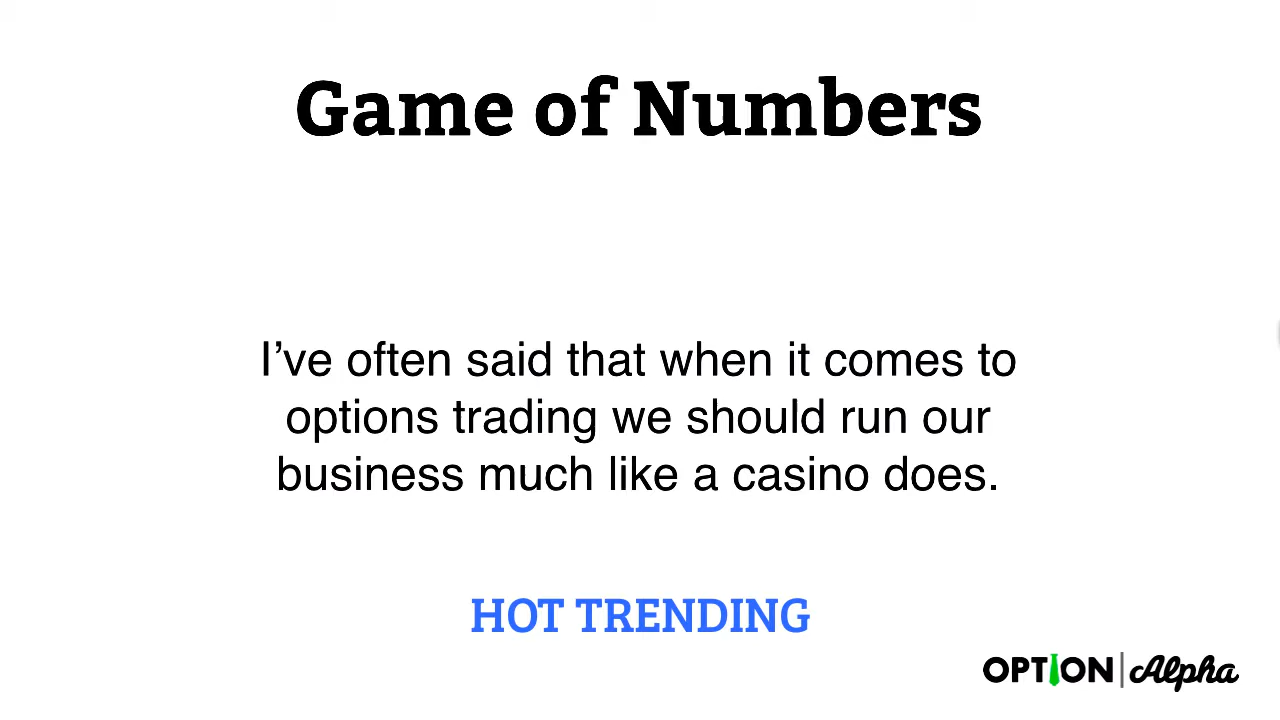 Game of Numbers
I’ve often said that when it comes to
options trading we should run our
business much like a casino does.
HOT TRENDING
OPTION | Alpha